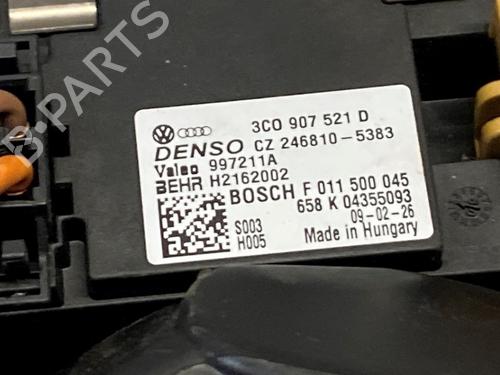 B-PARTS
3C0 907 521 D
DENSO CZ 246810-5383
Valeo 997211A
BEHR H2162002
BOSCH F 011 500 045
658 K 04355093
09-02-26
S003
H005
Made in Hungary